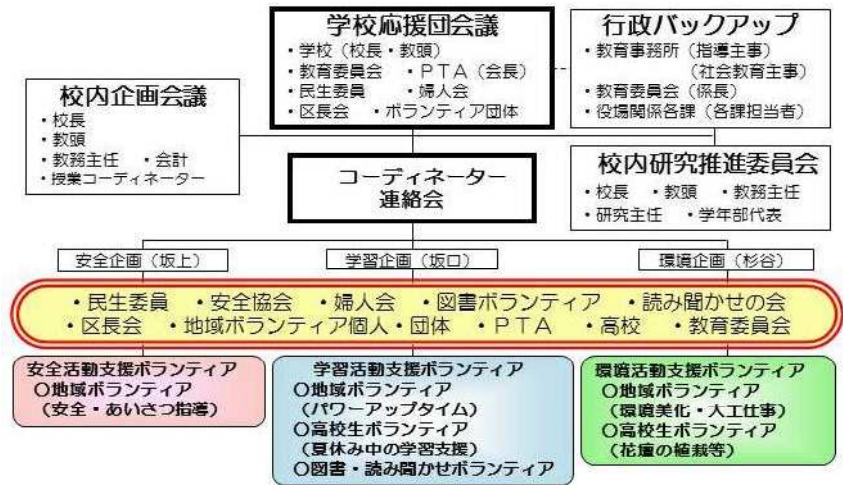 学校応援団会議
・学校（校長・教頭）
・教育委員会　・ＰＴＡ（会長）
・民生委員　・婦人会
・区長会　・ボランティア団体
行政バックアップ
・教育事務所（指導主事）
（社会教育主事）
・教育委員会（係長）
・役場関係各課（各課担当者）
校内企画会議
・校長
・教頭
・教務主任　・会計
・授業コーディネーター
コーディネーター
連絡会
校内研究推進委員会
・校長　・教頭　・教務主任
・研究主任　・学年部代表
安全企画（坂上）
学習企画（坂口）
環境企画（杉谷）
・民生委員　・安全協会　・婦人会　・図書ボランティア　・読み聞かせの会
・区長会　・地域ボランティア個人・団体　・ＰＴＡ　・高校　・教育委員会
安全活動支援ボランティア
○地域ボランティア
（安全・あいさつ指導）
学習活動支援ボランティア
○地域ボランティア
（パワーアップタイム）
○高校生ボランティア
（夏休み中の学習支援）
○図書・読み聞かせボランティア
環境活動支援ボランティア
○地域ボランティア
（環境美化・人工仕事）
○高校生ボランティア
（花壇の植栽等）